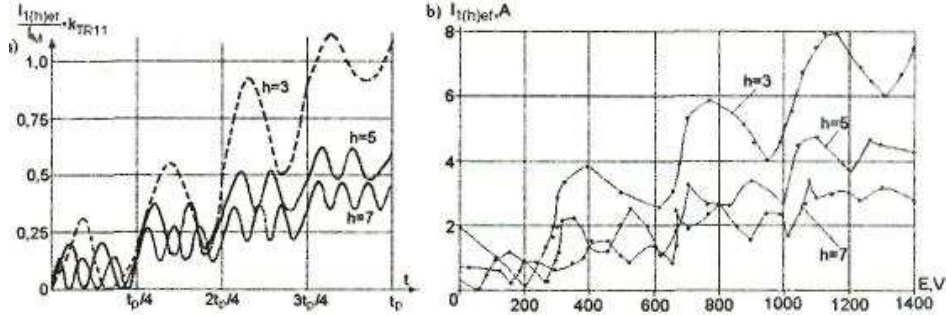 I1(h)ef
IM
·kTR11
a)
1,0
0,75
0,5
0,25
0
h=3
h=5
h=7
tp/4
2tp/4
3tp/4
tp
t
b)
I1(h)ef,A
8
6
4
2
0
h=3
h=5
h=7
E,V
0
200
400
600
800
1000
1200
1400